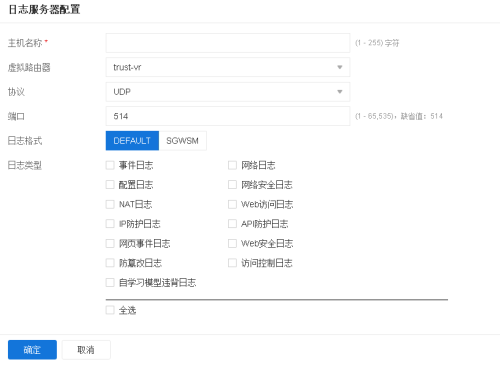 日志服务器配置
主机名称 * (1 - 255) 字符
虚拟路由器 trust-vr
协议 UDP
端口 514 (1 - 65,535)，缺省值：514
日志格式 DEFAULT SGWSM
日志类型 事件日志 网络日志
配置日志 网络安全日志
NAT日志 Web访问日志
IP防护日志 API防护日志
网页事件日志 Web安全日志
防篡改日志 访问控制日志
自学习模型违背日志
全选
确定 取消